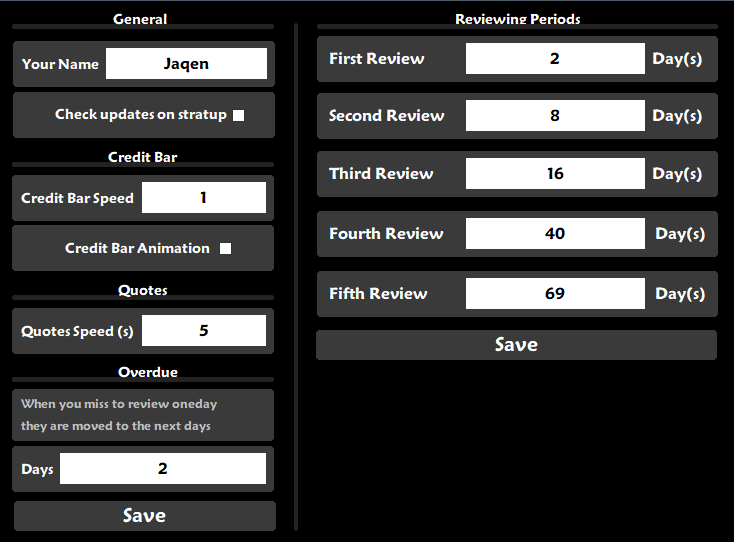 General
Your Name Jaqen
Check updates on stratup
Credit Bar
Credit Bar Speed 1
Credit Bar Animation
Quotes
Quotes Speed (s) 5
Overdue
When you miss to review oneday
they are moved to the next days
Days 2
Save
Reviewing Periods
First Review 2 Day(s)
Second Review 8 Day(s)
Third Review 16 Day(s)
Fourth Review 40 Day(s)
Fifth Review 69 Day(s)
Save